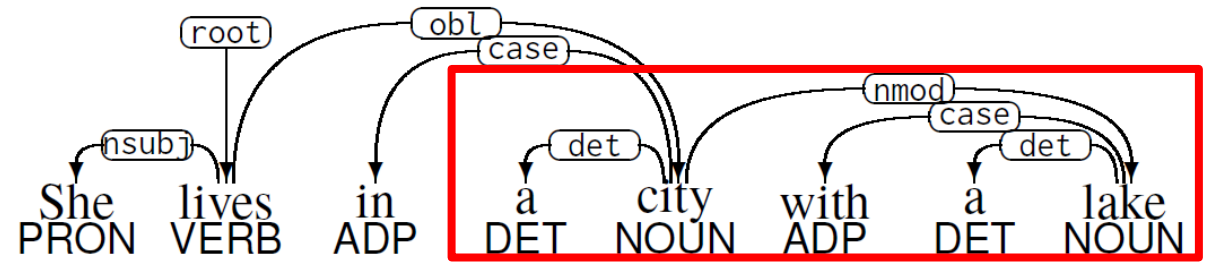 root obl
case
nmod
case
nsubj det det
She lives in a city with a lake
PRON VERB ADP DET NOUN ADP DET NOUN